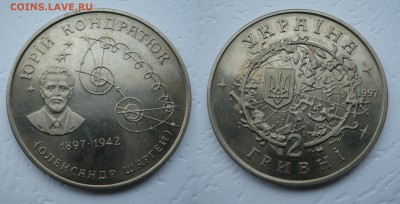 COINS.LAVE.RU
ЮРІЙ КОНДРАТЮК
1897-1942
(ОЛЕКСАНДР ШАРГЕЙ)
УКРАЇНА
1997
2
ГРИВНІ